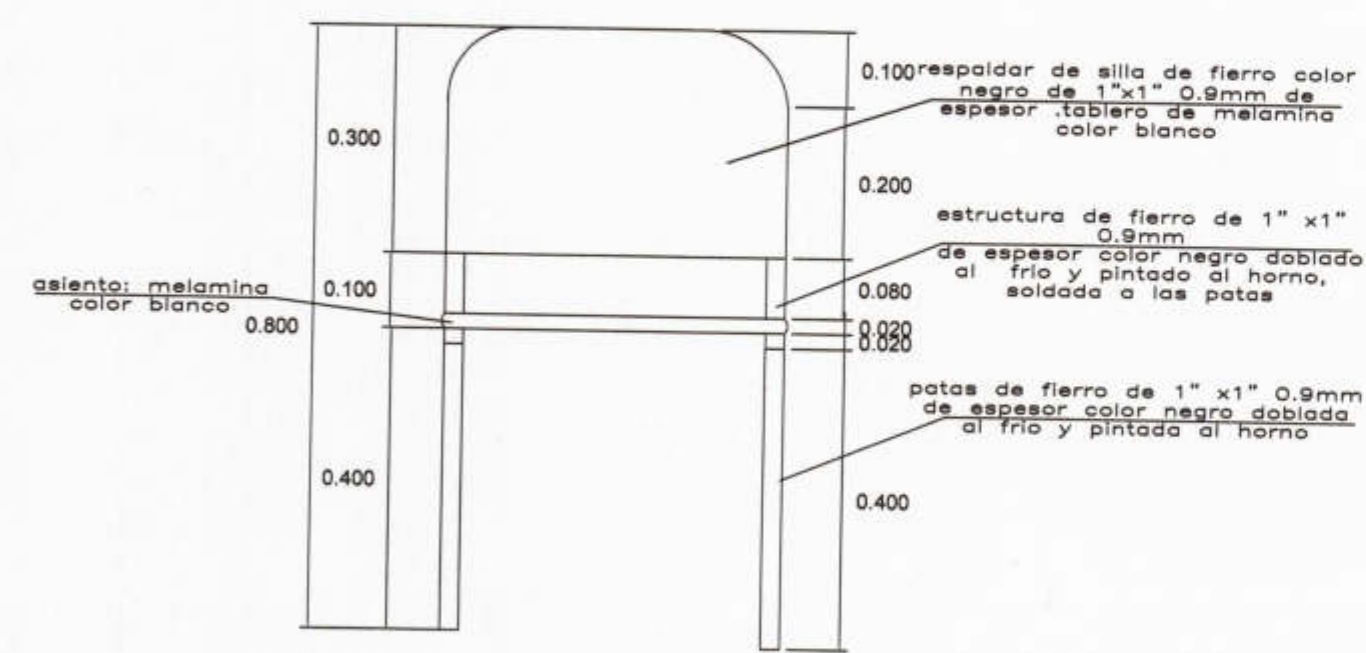 0.100
respaldar de silla de fierro color
negro de 1"x1" 0.9mm de
espesor .tablero de melamina
color blanco
0.300
0.200
estructura de fierro de 1" x1"
0.9mm
de espesor color negro doblado
al frio y pintado al horno,
soldada a las patas
asiento: melamina
color blanco
0.100
0.800
0.080
0.020
0.020
patas de fierro de 1" x1" 0.9mm
de espesor color negro doblada
al frio y pintada al horno
0.400
0.400